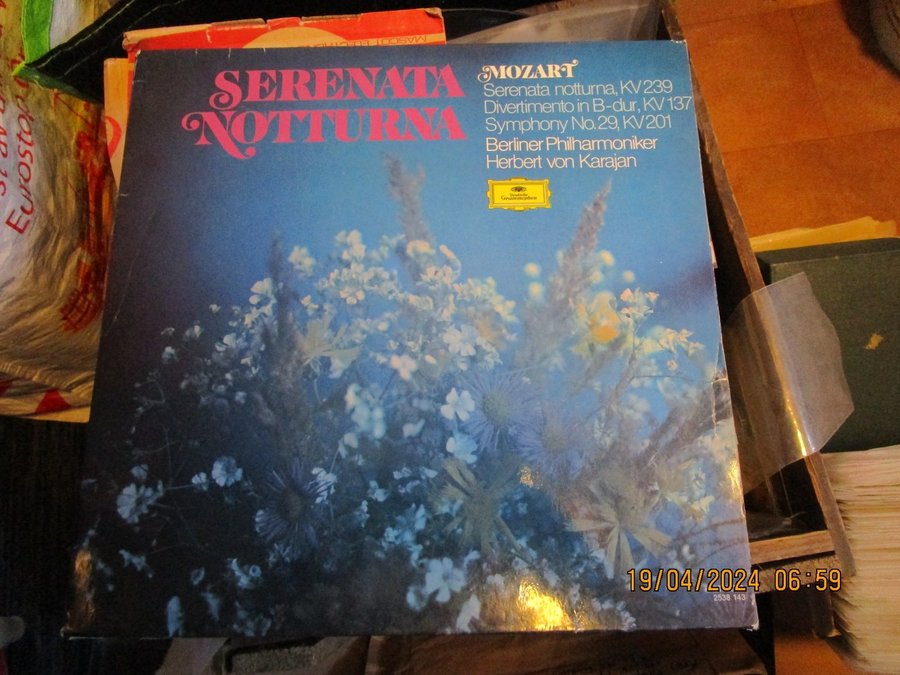 SERENATA
NOTTURNA
MOZART
Serenata notturna, KV 239
Divertimento in B-dur, KV 137
Symphony No. 29, KV 201
Berliner Philharmoniker
Herbert von Karajan
Deutsche
Grammophon
Eurostop
2538 143
19/04/2024 06:59